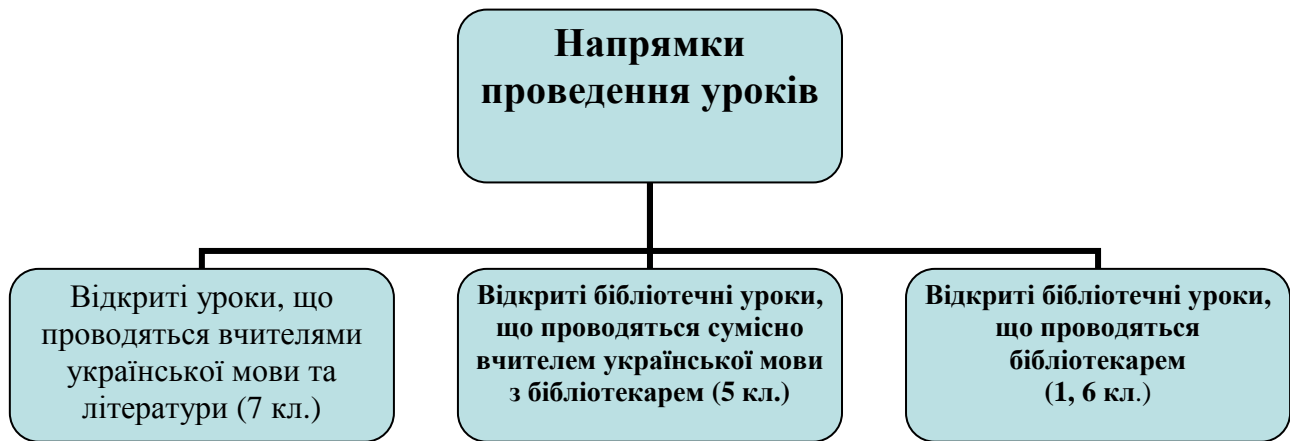 Напрямки
проведення уроків
Відкриті уроки, що
проводяться вчителями
української мови та
літератури (7 кл.)
Відкриті бібліотечні уроки,
що проводяться сумісно
вчителем української мови
з бібліотекарем (5 кл.)
Відкриті бібліотечні уроки,
що проводяться
бібліотекарем
(1, 6 кл.)